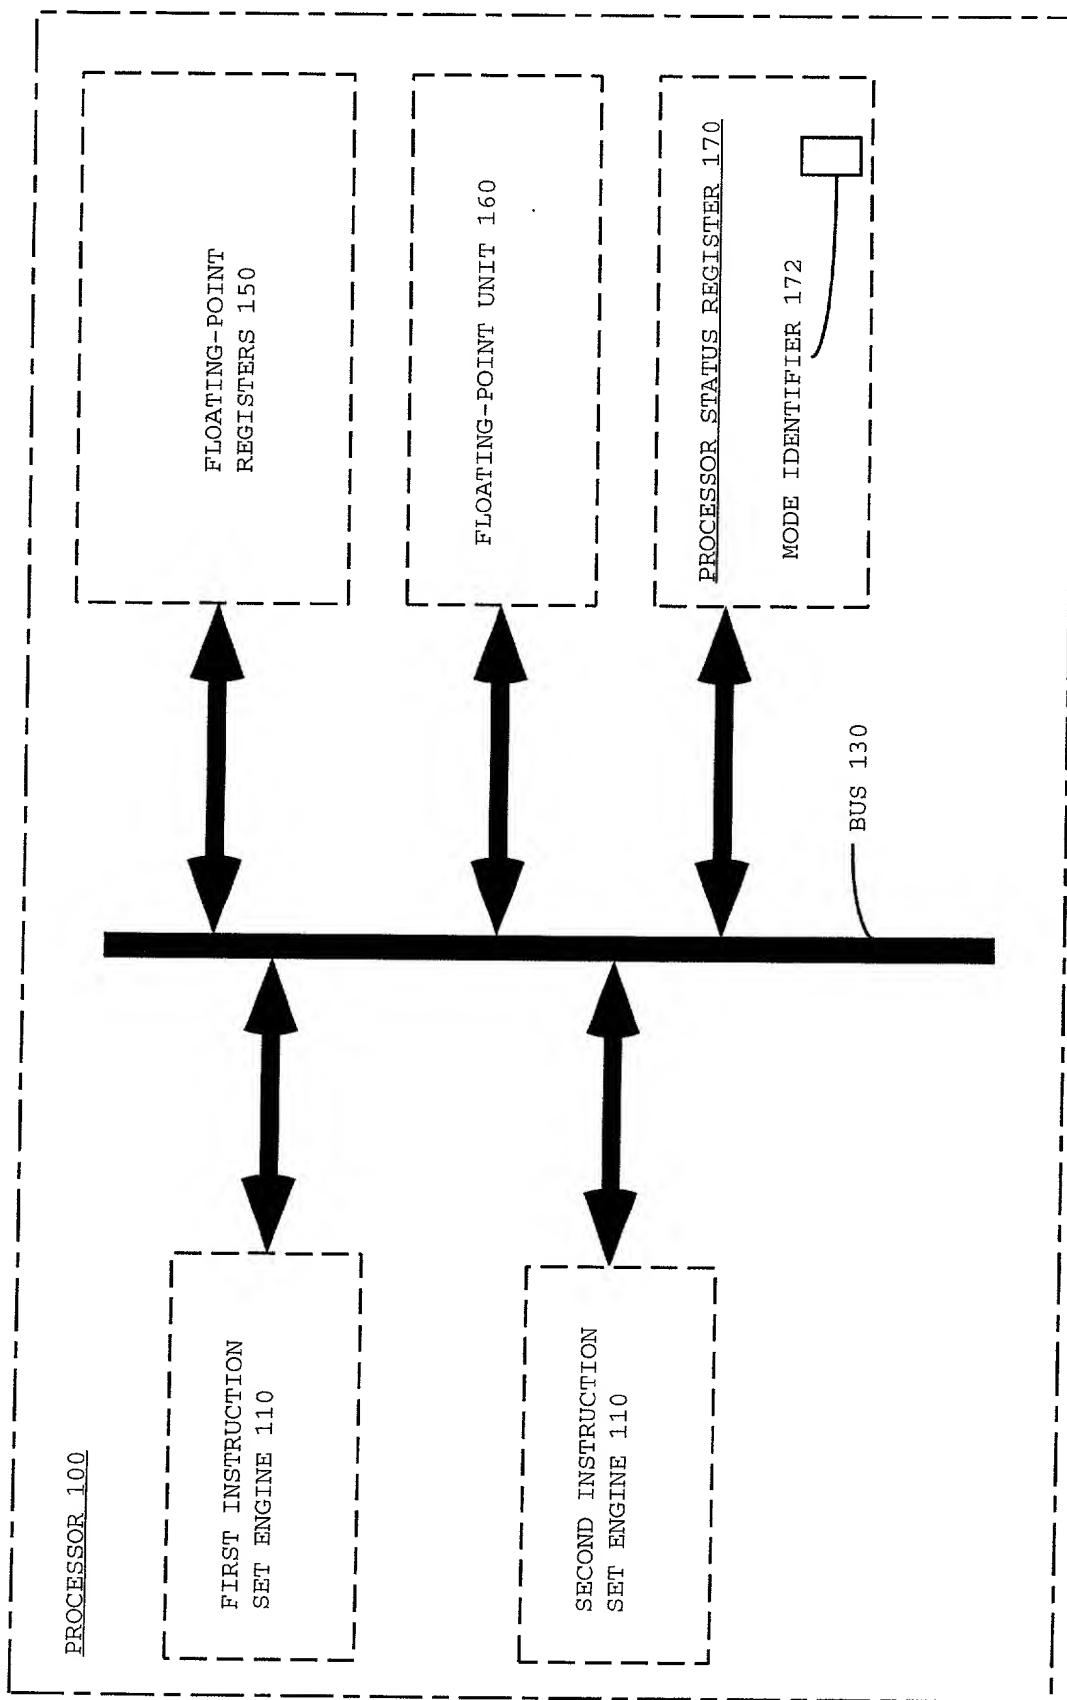 PROCESSOR 100
FIRST INSTRUCTION
SET ENGINE 110
SECOND INSTRUCTION
SET ENGINE 110
BUS 130
FLOATING-POINT
REGISTERS 150
FLOATING-POINT UNIT 160
PROCESSOR STATUS REGISTER 170
MODE IDENTIFIER 172